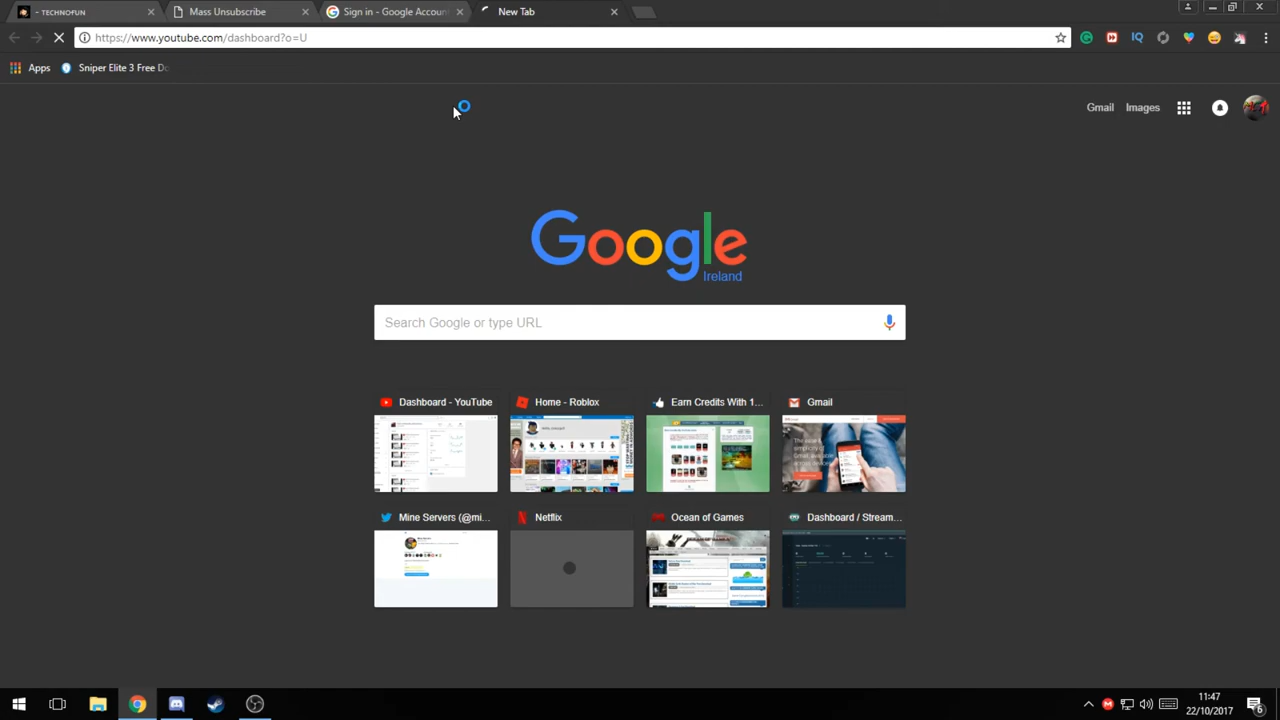 - TECHNOFUN
Mass Unsubscribe
Sign in - Google Accoun
New Tab
https://www.youtube.com/dashboard?o=U
Apps
Sniper Elite 3 Free Do
Gmail
Images
Google
Ireland
Search Google or type URL
Dashboard - YouTube
Home - Roblox
Earn Credits With 1...
Gmail
Mine Servers (@mi...
Netflix
Ocean of Games
Dashboard / Stream...
11:47
22/10/2017